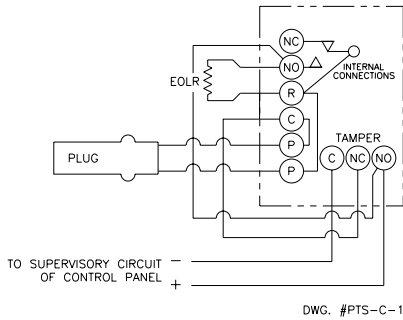 NC
NO
INTERNAL
CONNECTIONS
EOLR
R
C
TAMPER
P
C NC NO
PLUG
P
TO SUPERVISORY CIRCUIT −
OF CONTROL PANEL +
DWG. #PTS-C-1